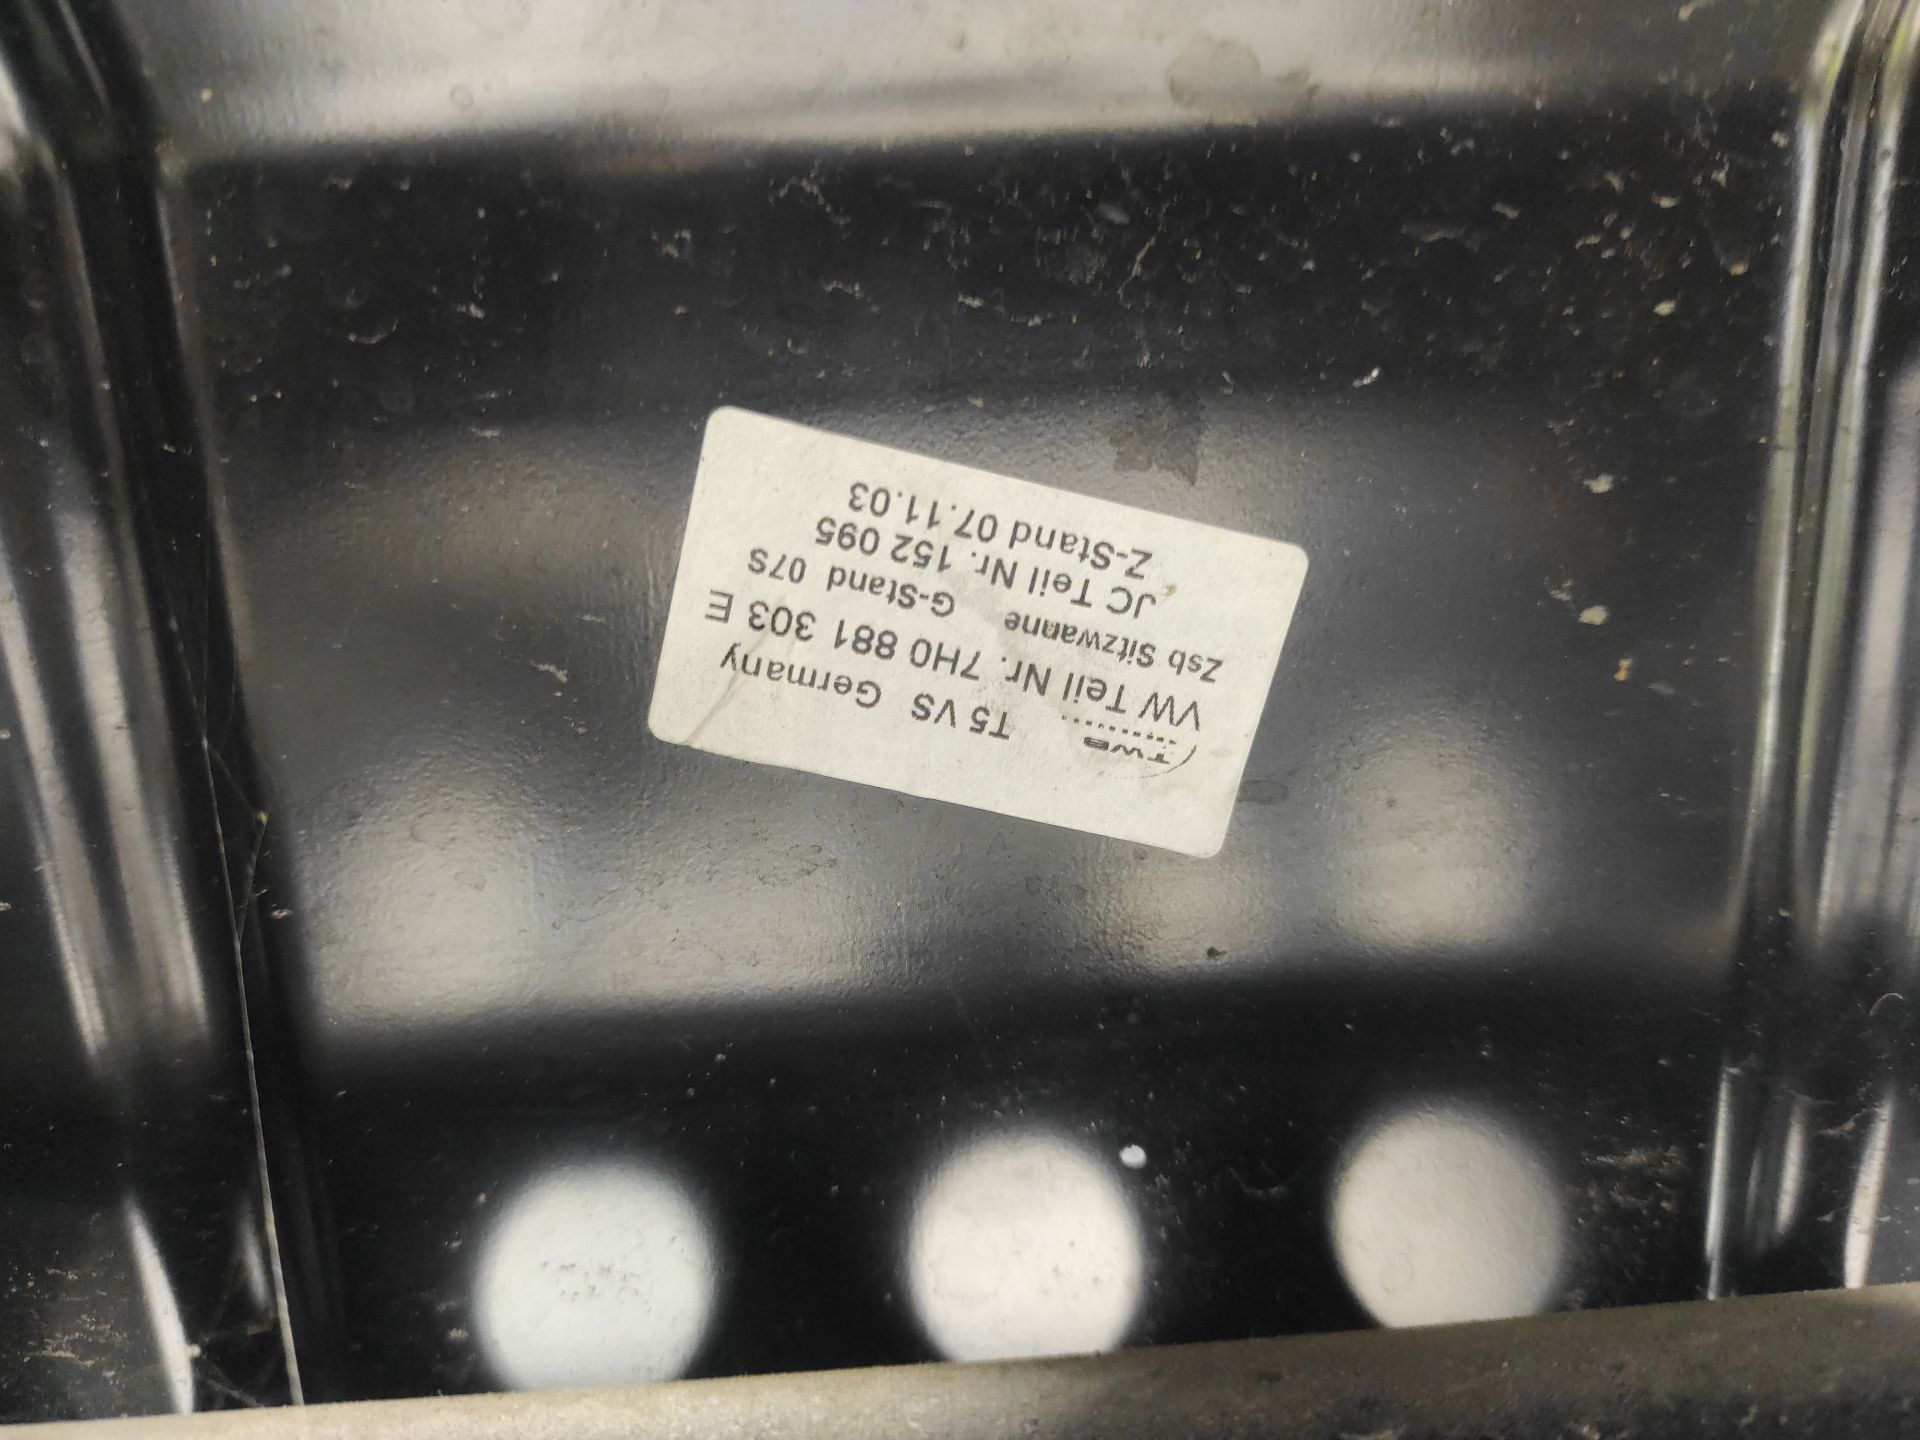 TWB T5 VS Germany
VW Teil Nr. 7H0 881 303 E
Zsb Sitzwanne G-Stand 07S
JC Teil Nr. 152 095
Z-Stand 07.11.03